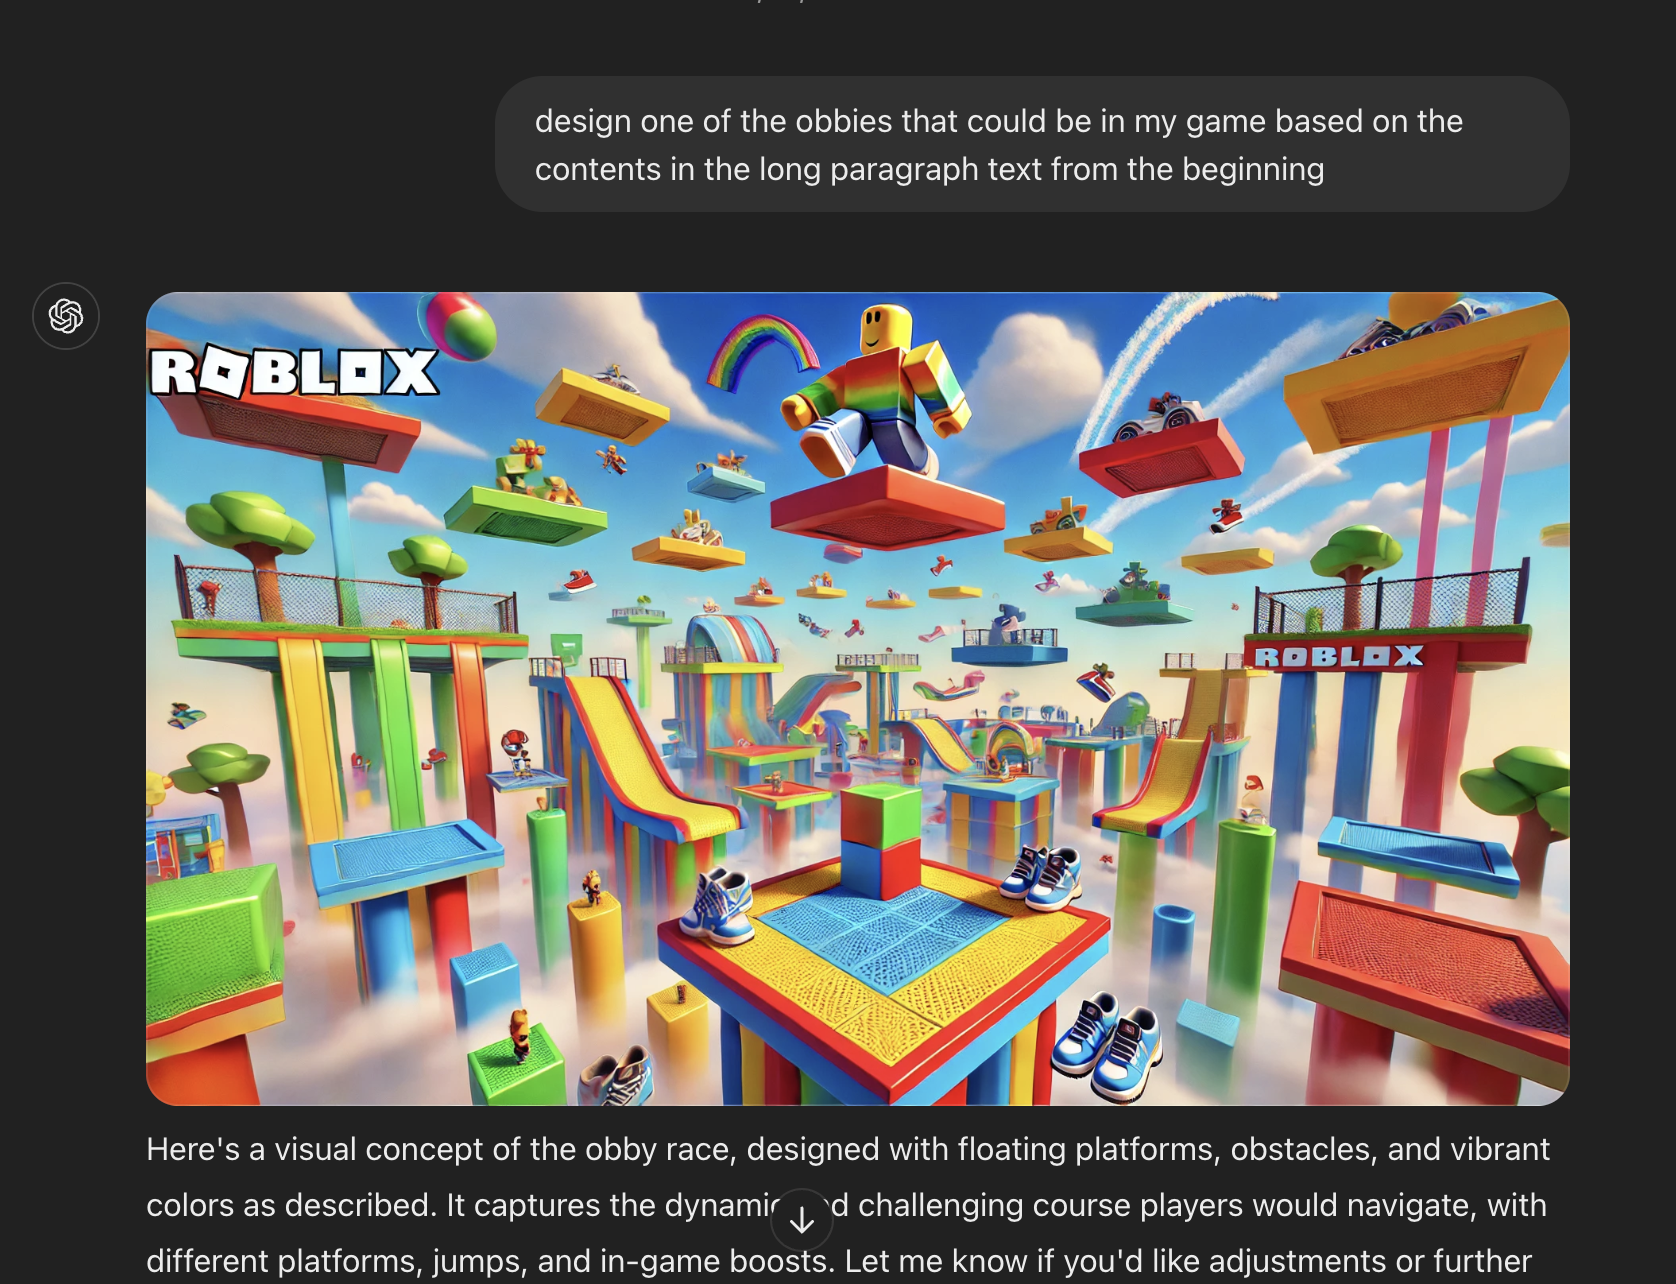 design one of the obbies that could be in my game based on the
contents in the long paragraph text from the beginning
ROBLOX
ROBLOX
Here's a visual concept of the obby race, designed with floating platforms, obstacles, and vibrant
colors as described. It captures the dynamic challenging course players would navigate, with
different platforms, jumps, and in-game boosts. Let me know if you'd like adjustments or further